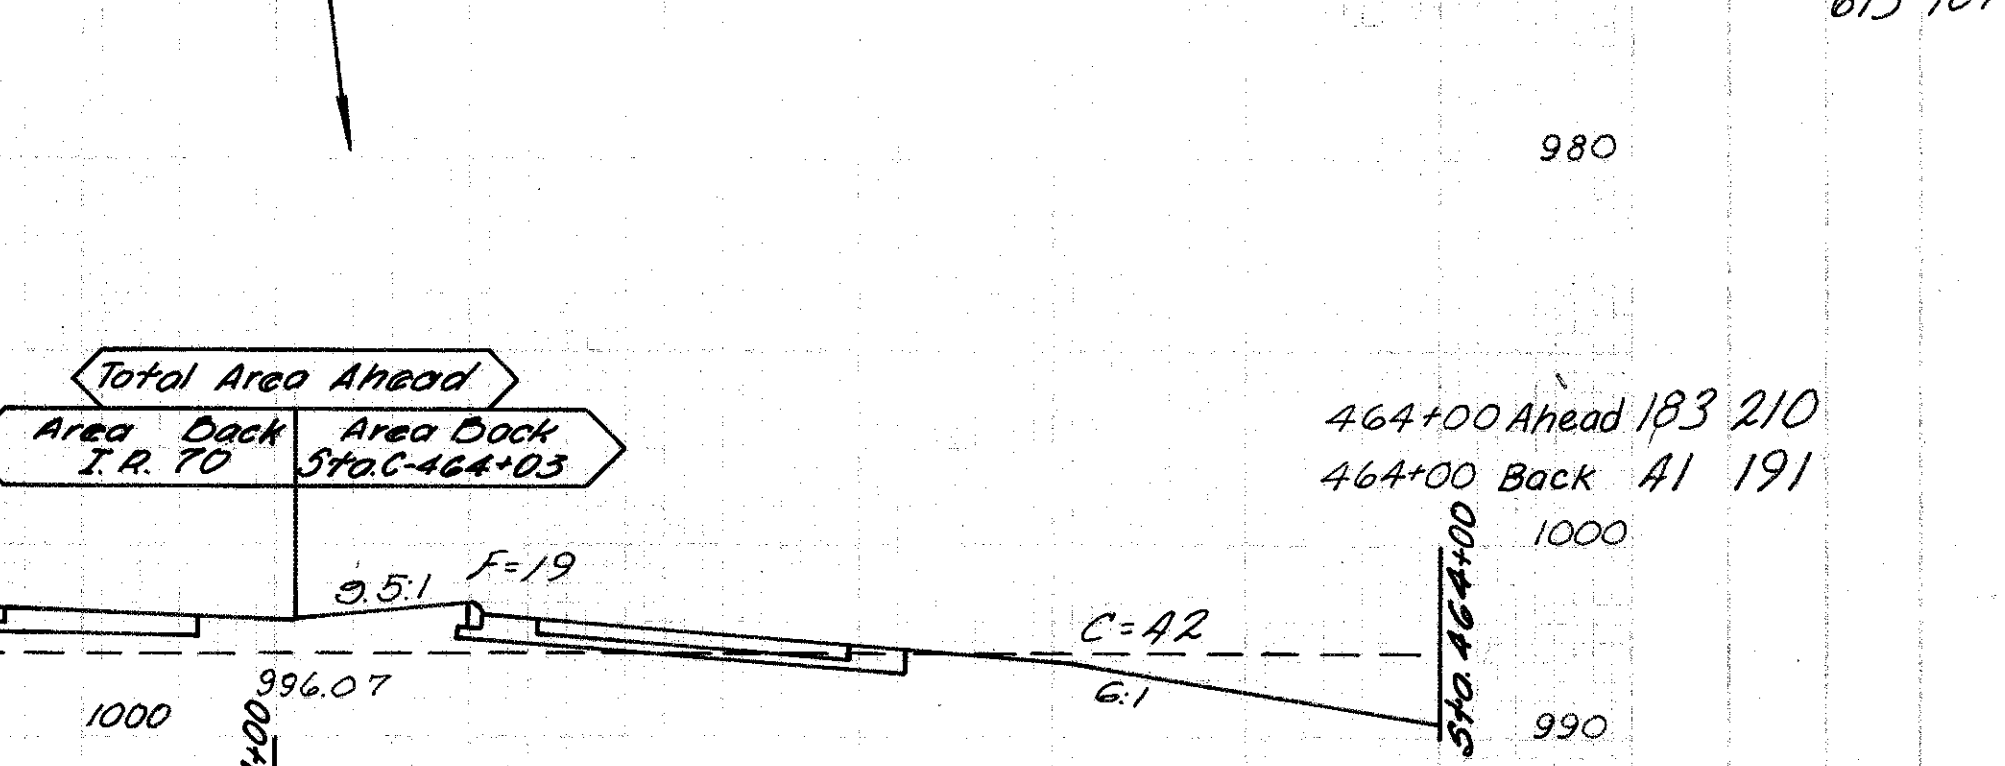 980
Total Area Ahead
Area Back
I.R. 70
Area Back
Sta.C-464+03
464+00 Ahead 183 210
464+00 Back 41 191
1000
9.5:1
F=19
C=42
6:1
996.07
1000
Sta. 464+00
990
+00